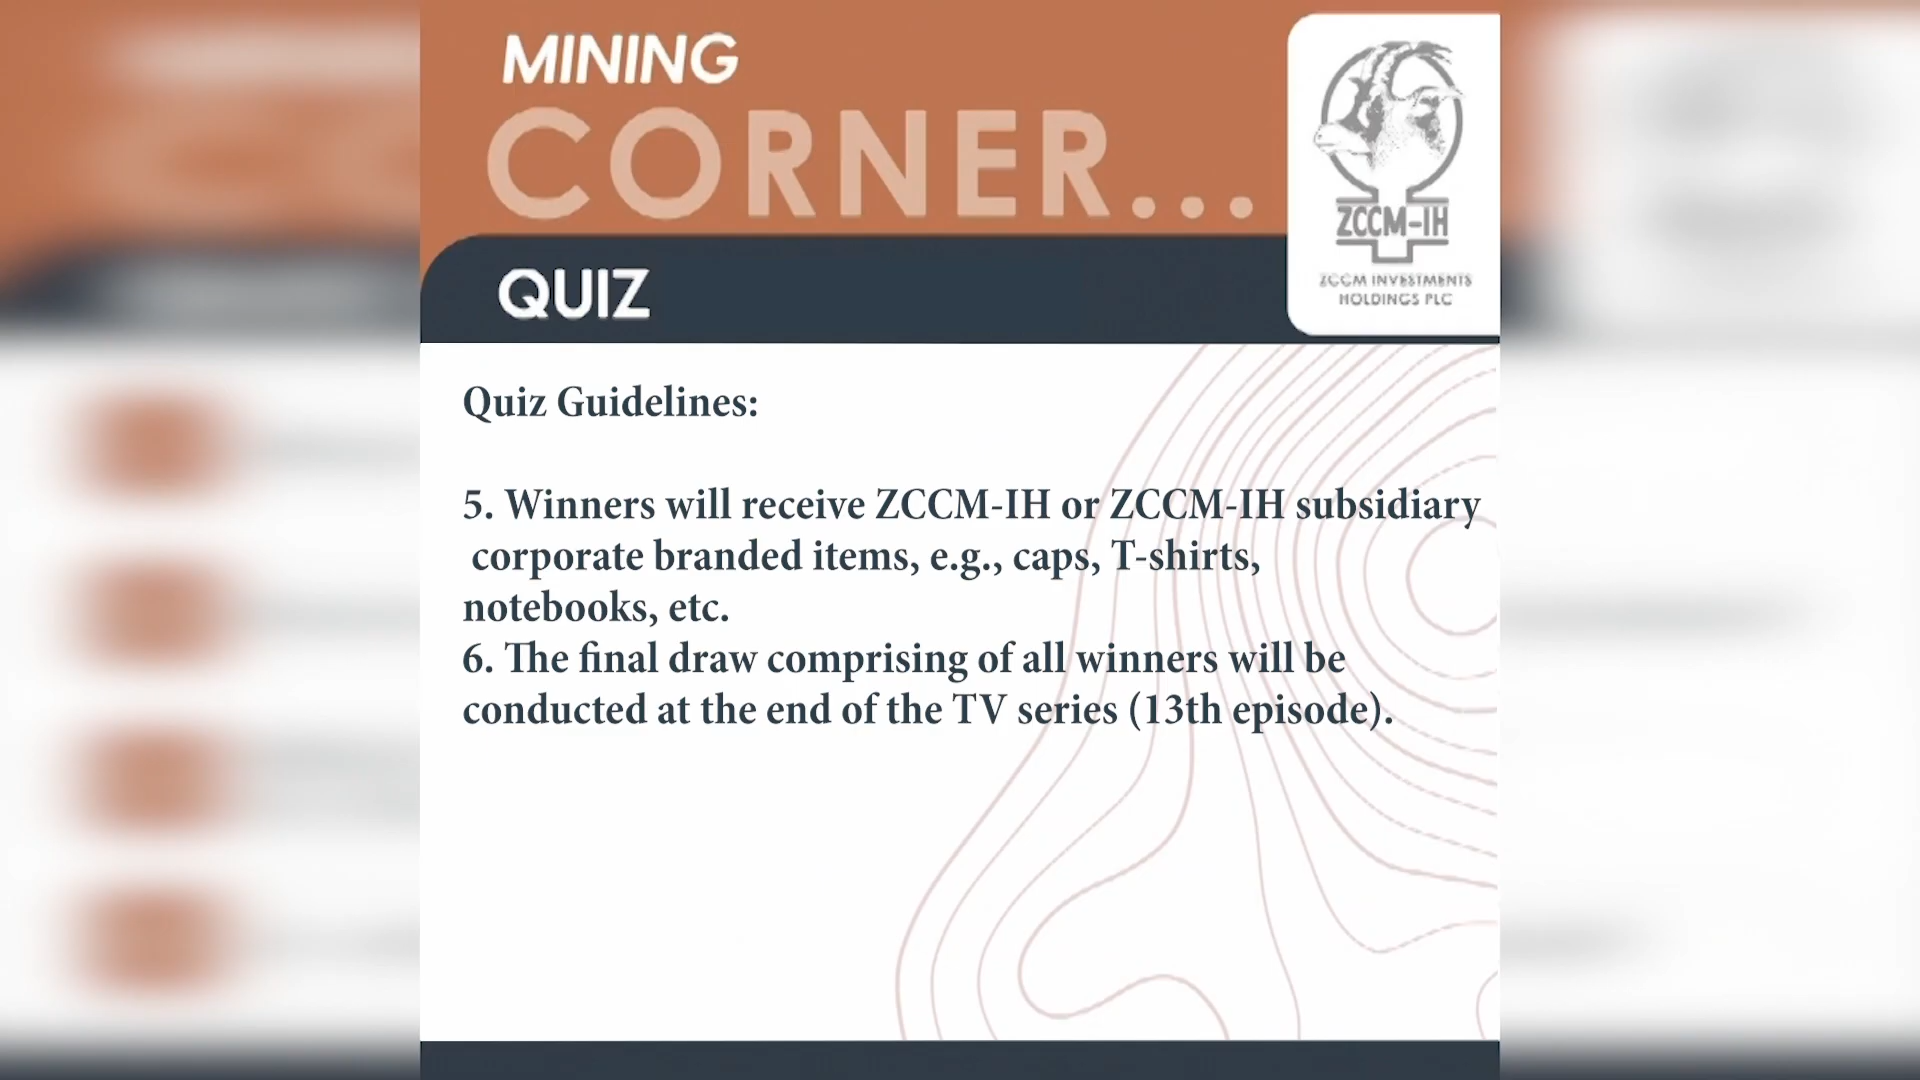 MINING
CORNER...
QUIZ
ZCCM-IH
ZCCM INVESTMENTS
HOLDINGS PLC
Quiz Guidelines:
5. Winners will receive ZCCM-IH or ZCCM-IH subsidiary
corporate branded items, e.g., caps, T-shirts,
notebooks, etc.
6. The final draw comprising of all winners will be
conducted at the end of the TV series (13th episode).